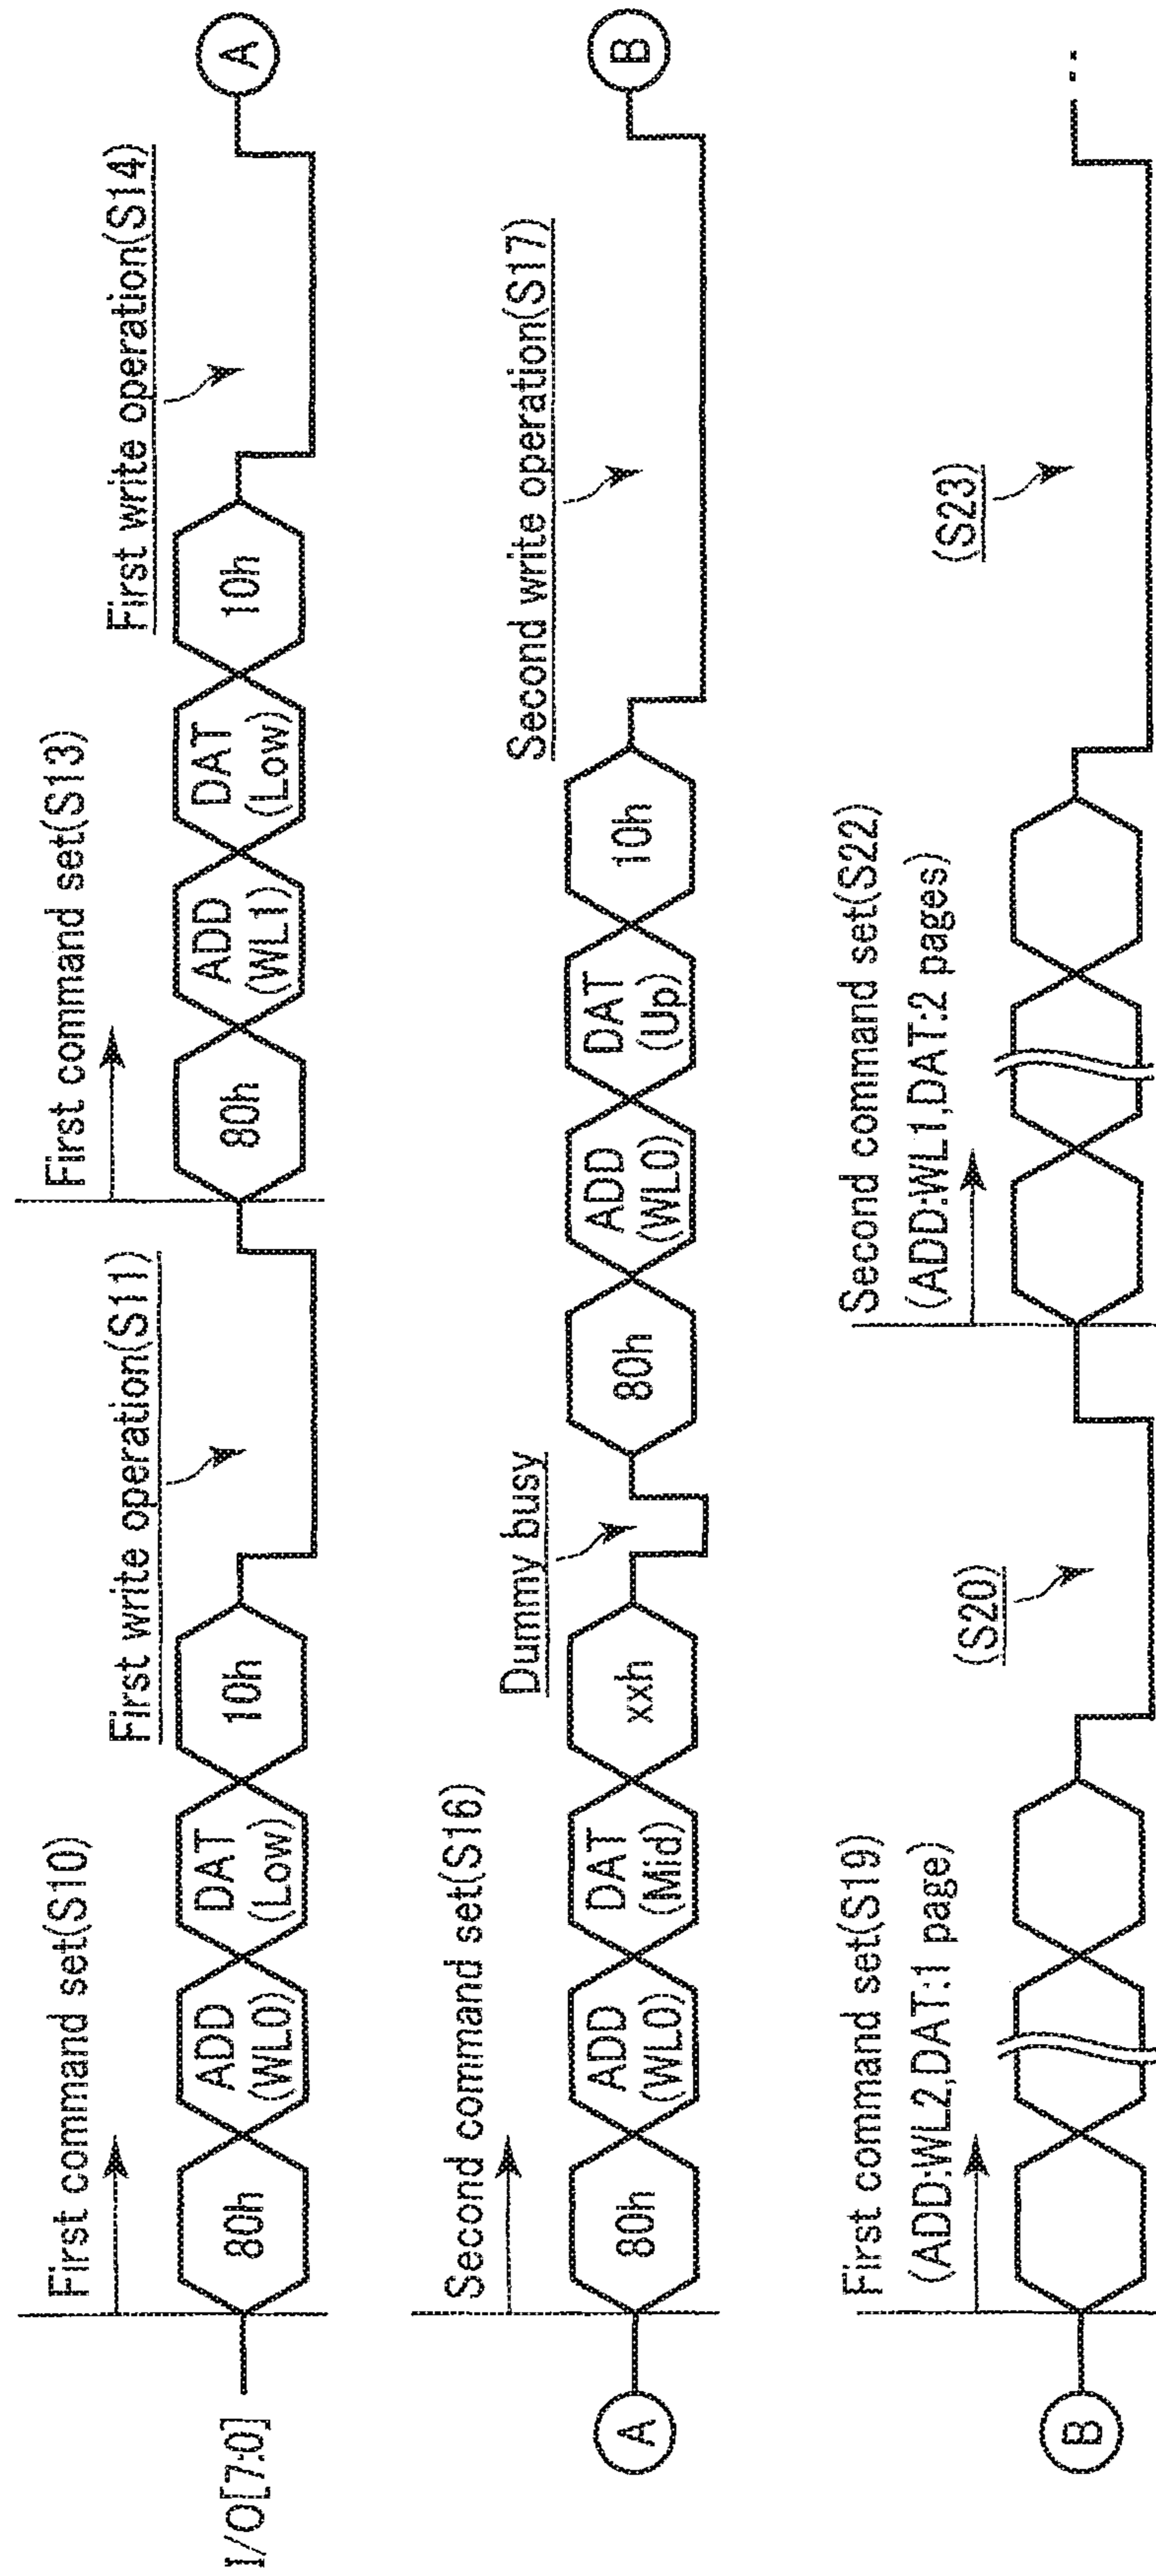 First command set(S10)
First write operation(S11)
First command set(S13)
First write operation(S14)
I/O[7:0]
80h
ADD
(WL0)
DAT
(Low)
10h
80h
ADD
(WL1)
DAT
(Low)
10h
A
Second command set(S16)
Dummy busy
Second write operation(S17)
A
80h
ADD
(WL0)
DAT
(Mid)
xxh
80h
ADD
(WL0)
DAT
(Up)
10h
B
First command set(S19)
(ADD:WL2,DAT:1 page)
(S20)
Second command set(S22)
(ADD:WL1,DAT:2 pages)
(S23)
B